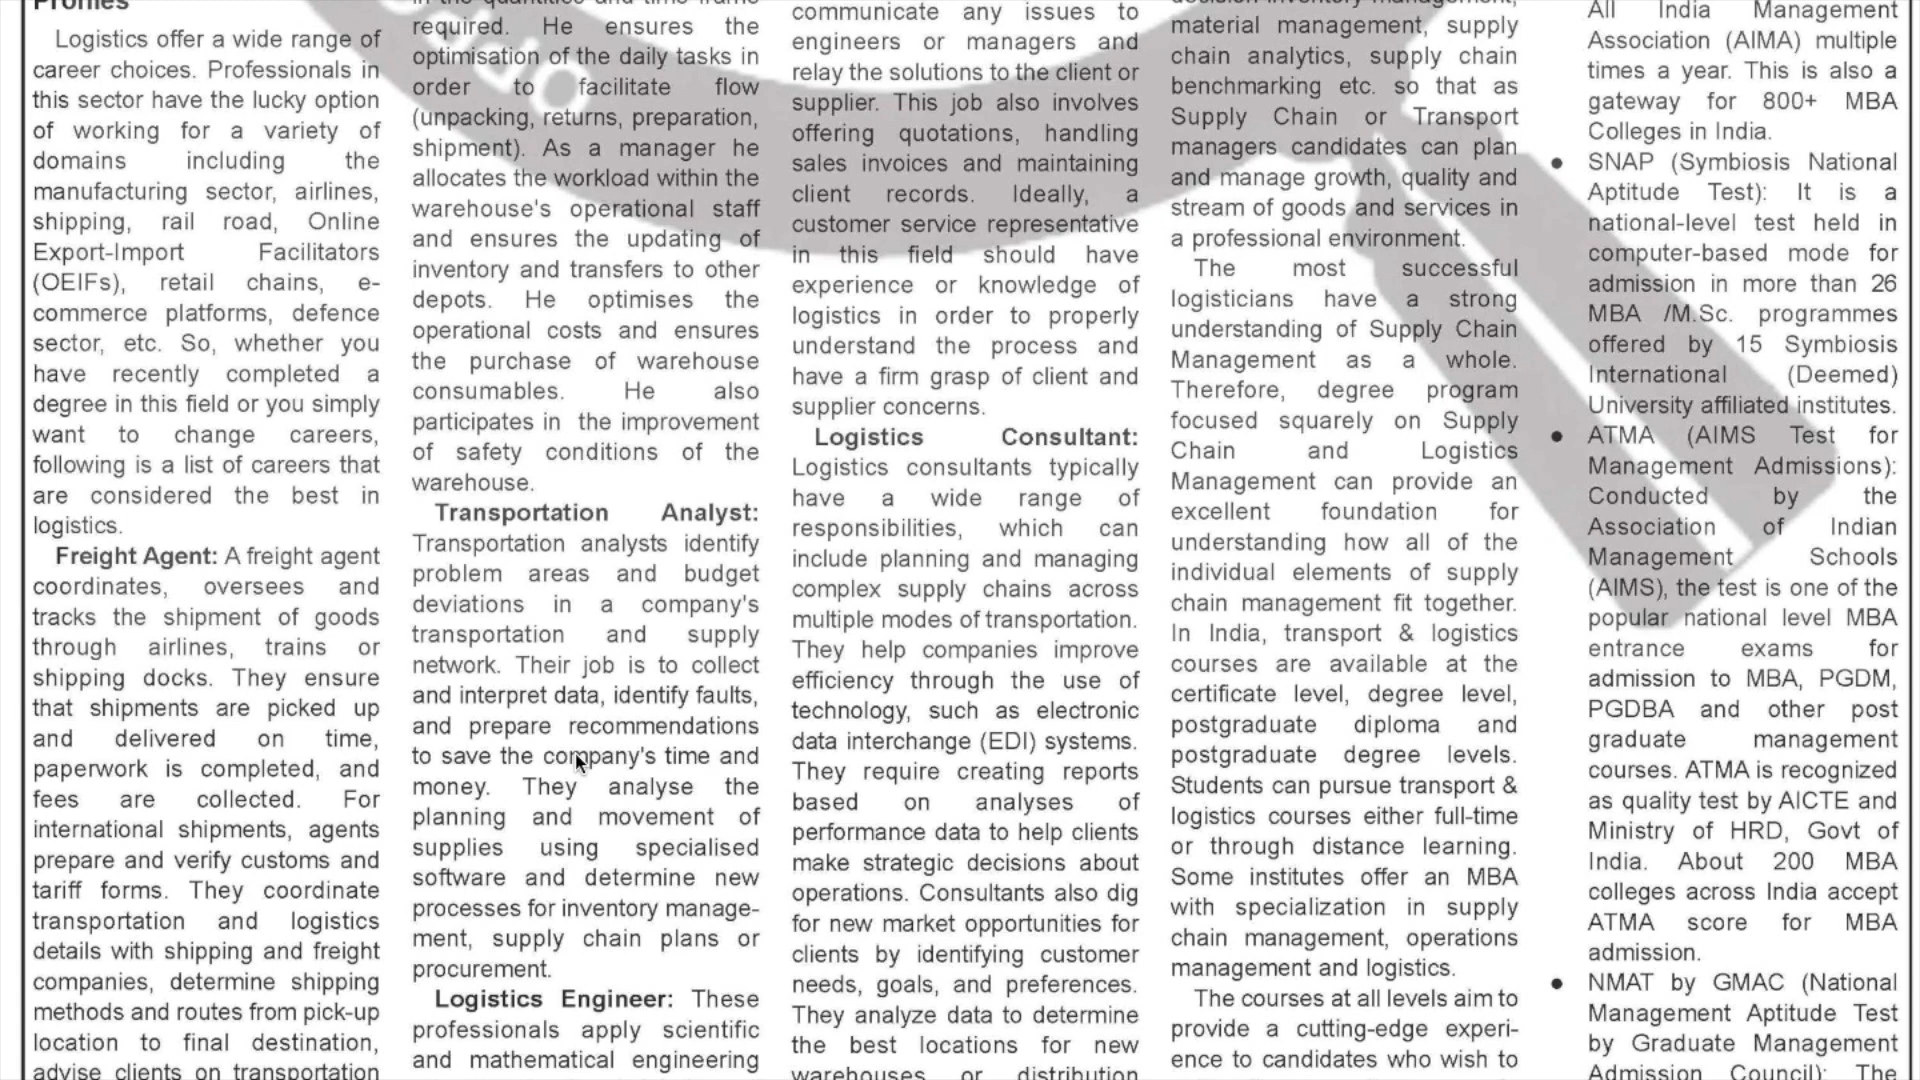 Profiles
Logistics offer a wide range of
career choices. Professionals in
this sector have the lucky option
of working for a variety of
domains including the
manufacturing sector, airlines,
shipping, rail road, Online
Export-Import Facilitators
(OEIFs), retail chains, e-
commerce platforms, defence
sector, etc. So, whether you
have recently completed a
degree in this field or you simply
want to change careers,
following is a list of careers that
are considered the best in
logistics.
Freight Agent: A freight agent
coordinates, oversees and
tracks the shipment of goods
through airlines, trains or
shipping docks. They ensure
that shipments are picked up
and delivered on time,
paperwork is completed, and
fees are collected. For
international shipments, agents
prepare and verify customs and
tariff forms. They coordinate
transportation and logistics
details with shipping and freight
companies, determine shipping
methods and routes from pick-up
location to final destination,
advise clients on transportation
in the quantities and time frame
required. He ensures the
optimisation of the daily tasks in
order to facilitate flow
(unpacking, returns, preparation,
shipment). As a manager he
allocates the workload within the
warehouse's operational staff
and ensures the updating of
inventory and transfers to other
depots. He optimises the
operational costs and ensures
the purchase of warehouse
consumables. He also
participates in the improvement
of safety conditions of the
warehouse.
Transportation Analyst:
Transportation analysts identify
problem areas and budget
deviations in a company's
transportation and supply
network. Their job is to collect
and interpret data, identify faults,
and prepare recommendations
to save the company's time and
money. They analyse the
planning and movement of
supplies using specialised
software and determine new
processes for inventory manage-
ment, supply chain plans or
procurement.
Logistics Engineer: These
professionals apply scientific
and mathematical engineering
communicate any issues to
engineers or managers and
relay the solutions to the client or
supplier. This job also involves
offering quotations, handling
sales invoices and maintaining
client records. Ideally, a
customer service representative
in this field should have
experience or knowledge of
logistics in order to properly
understand the process and
have a firm grasp of client and
supplier concerns.
Logistics Consultant:
Logistics consultants typically
have a wide range of
responsibilities, which can
include planning and managing
complex supply chains across
multiple modes of transportation.
They help companies improve
efficiency through the use of
technology, such as electronic
data interchange (EDI) systems.
They require creating reports
based on analyses of
performance data to help clients
make strategic decisions about
operations. Consultants also dig
for new market opportunities for
clients by identifying customer
needs, goals, and preferences.
They analyze data to determine
the best locations for new
warehouses or distribution
decision inventory management,
material management, supply
chain analytics, supply chain
benchmarking etc. so that as
Supply Chain or Transport
managers candidates can plan
and manage growth, quality and
stream of goods and services in
a professional environment.
The most successful
logisticians have a strong
understanding of Supply Chain
Management as a whole.
Therefore, degree program
focused squarely on Supply
Chain and Logistics
Management can provide an
excellent foundation for
understanding how all of the
individual elements of supply
chain management fit together.
In India, transport & logistics
courses are available at the
certificate level, degree level,
postgraduate diploma and
postgraduate degree levels.
Students can pursue transport &
logistics courses either full-time
or through distance learning.
Some institutes offer an MBA
with specialization in supply
chain management, operations
management and logistics.
The courses at all levels aim to
provide a cutting-edge experi-
ence to candidates who wish to
All India Management
Association (AIMA) multiple
times a year. This is also a
gateway for 800+ MBA
Colleges in India.
● SNAP (Symbiosis National
Aptitude Test): It is a
national-level test held in
computer-based mode for
admission in more than 26
MBA /M.Sc. programmes
offered by 15 Symbiosis
International (Deemed)
University affiliated institutes.
● ATMA (AIMS Test for
Management Admissions):
Conducted by the
Association of Indian
Management Schools
(AIMS), the test is one of the
popular national level MBA
entrance exams for
admission to MBA, PGDM,
PGDBA and other post
graduate management
courses. ATMA is recognized
as quality test by AICTE and
Ministry of HRD, Govt of
India. About 200 MBA
colleges across India accept
ATMA score for MBA
admission.
● NMAT by GMAC (National
Management Aptitude Test
by Graduate Management
Admission Council): The